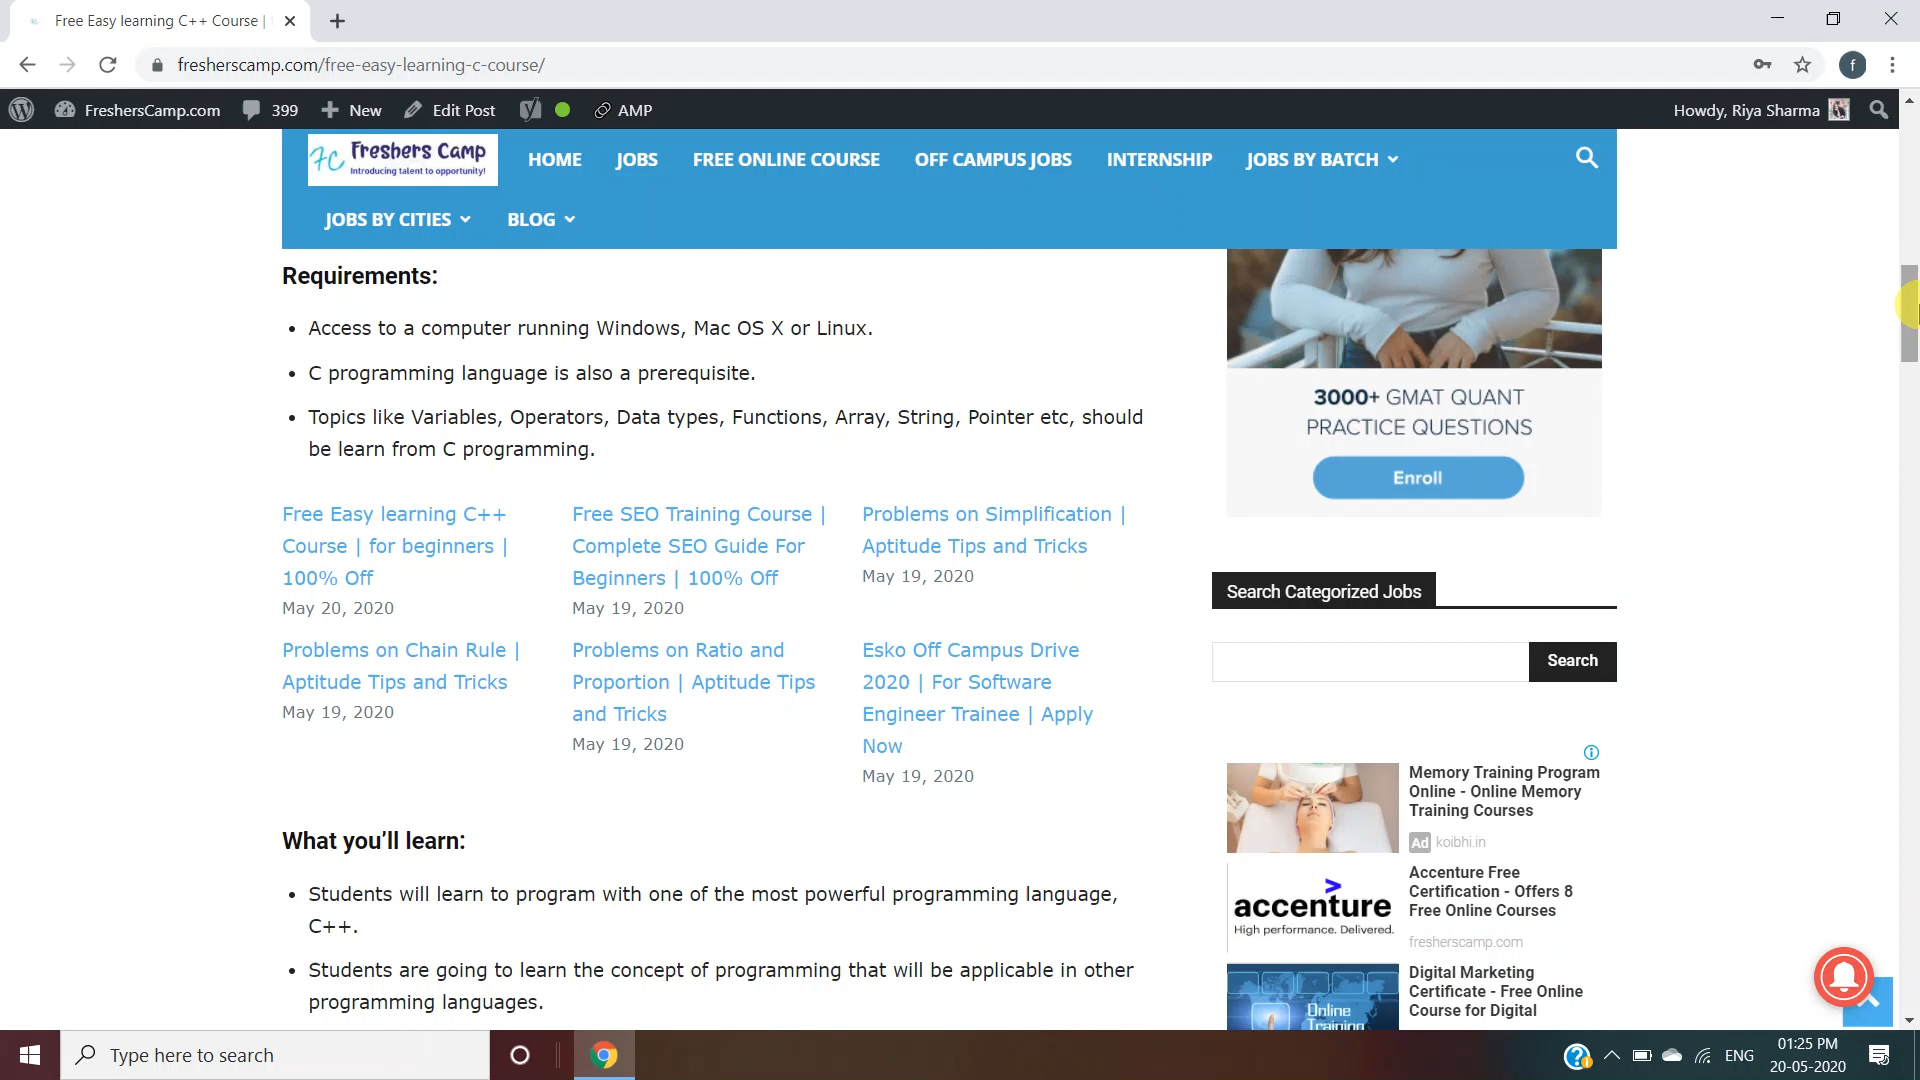 Free Easy learning C++ Course |
fresherscamp.com/free-easy-learning-c-course/
f
FreshersCamp.com
399
New
Edit Post
AMP
Howdy, Riya Sharma
FC Freshers Camp
Introducing talent to opportunity!
HOME
JOBS
FREE ONLINE COURSE
OFF CAMPUS JOBS
INTERNSHIP
JOBS BY BATCH
JOBS BY CITIES
BLOG
Requirements:
• Access to a computer running Windows, Mac OS X or Linux.
• C programming language is also a prerequisite.
• Topics like Variables, Operators, Data types, Functions, Array, String, Pointer etc, should
be learn from C programming.
Free Easy learning C++
Course | for beginners |
100% Off
May 20, 2020
Free SEO Training Course |
Complete SEO Guide For
Beginners | 100% Off
May 19, 2020
Problems on Simplification |
Aptitude Tips and Tricks
May 19, 2020
Problems on Chain Rule |
Aptitude Tips and Tricks
May 19, 2020
Problems on Ratio and
Proportion | Aptitude Tips
and Tricks
May 19, 2020
Esko Off Campus Drive
2020 | For Software
Engineer Trainee | Apply
Now
May 19, 2020
What you’ll learn:
• Students will learn to program with one of the most powerful programming language,
C++.
• Students are going to learn the concept of programming that will be applicable in other
programming languages.
3000+ GMAT QUANT
PRACTICE QUESTIONS
Enroll
Search Categorized Jobs
Search
Memory Training Program
Online - Online Memory
Training Courses
Ad koibhi.in
accenture
High performance. Delivered.
Accenture Free
Certification - Offers 8
Free Online Courses
fresherscamp.com
Online
Training
Digital Marketing
Certificate - Free Online
Course for Digital
Type here to search
ENG
01:25 PM
20-05-2020